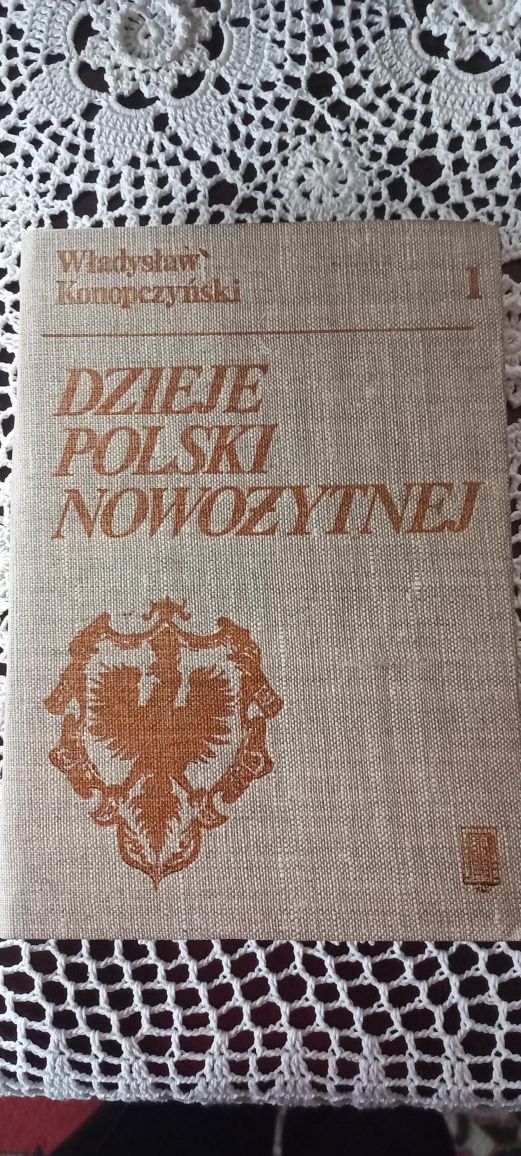 Władysław
Konopczyński
1
DZIEJE
POLSKI
NOWOŻYTNEJ